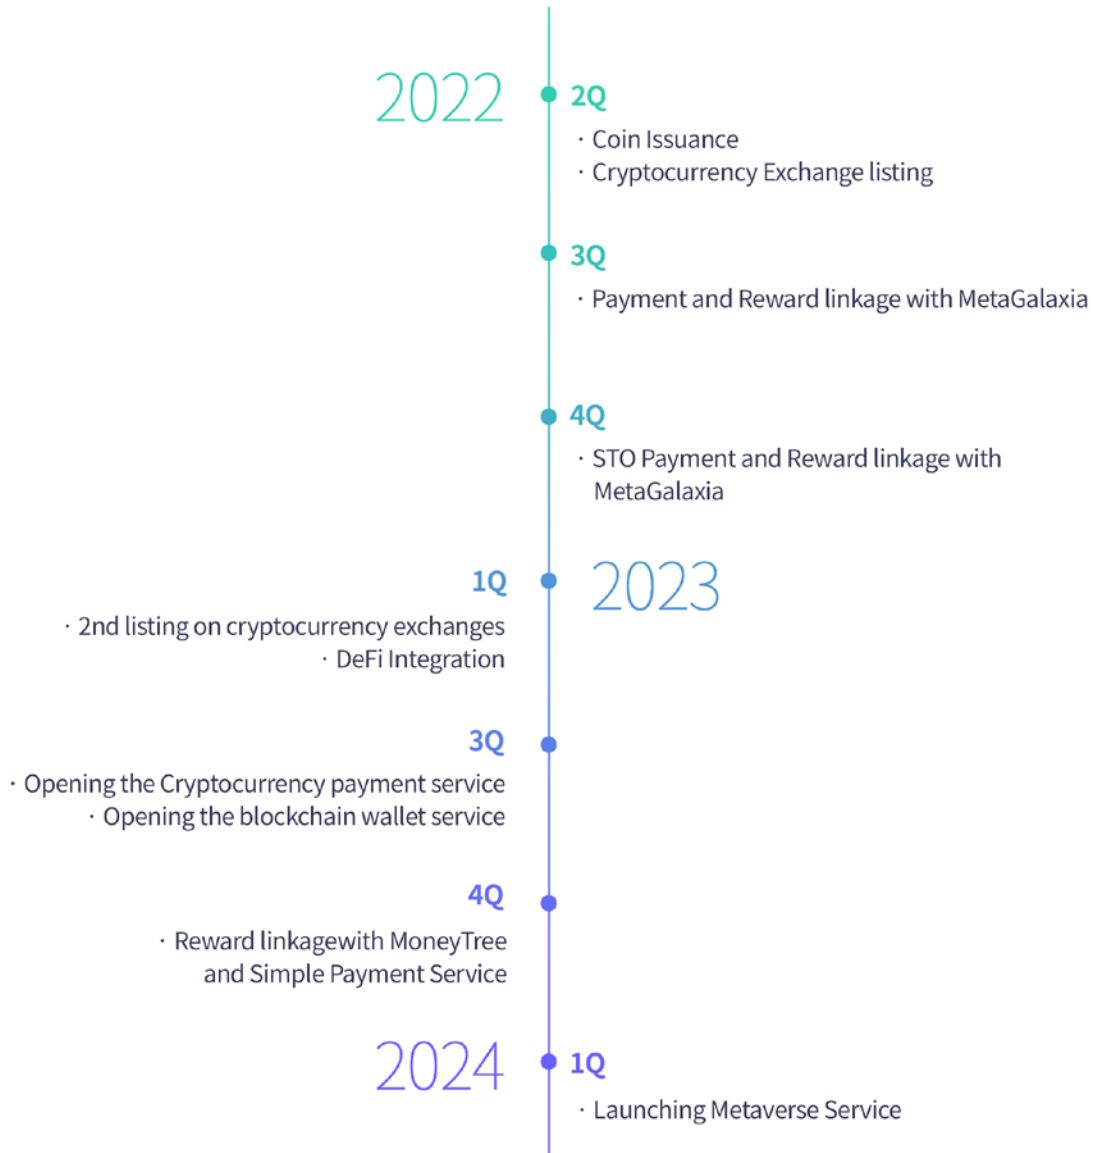 2022
2Q
· Coin Issuance
· Cryptocurrency Exchange listing
3Q
· Payment and Reward linkage with MetaGalaxia
4Q
· STO Payment and Reward linkage with
MetaGalaxia
1Q
2023
· 2nd listing on cryptocurrency exchanges
· DeFi Integration
3Q
· Opening the Cryptocurrency payment service
· Opening the blockchain wallet service
4Q
· Reward linkagewith MoneyTree
and Simple Payment Service
2024
1Q
· Launching Metaverse Service